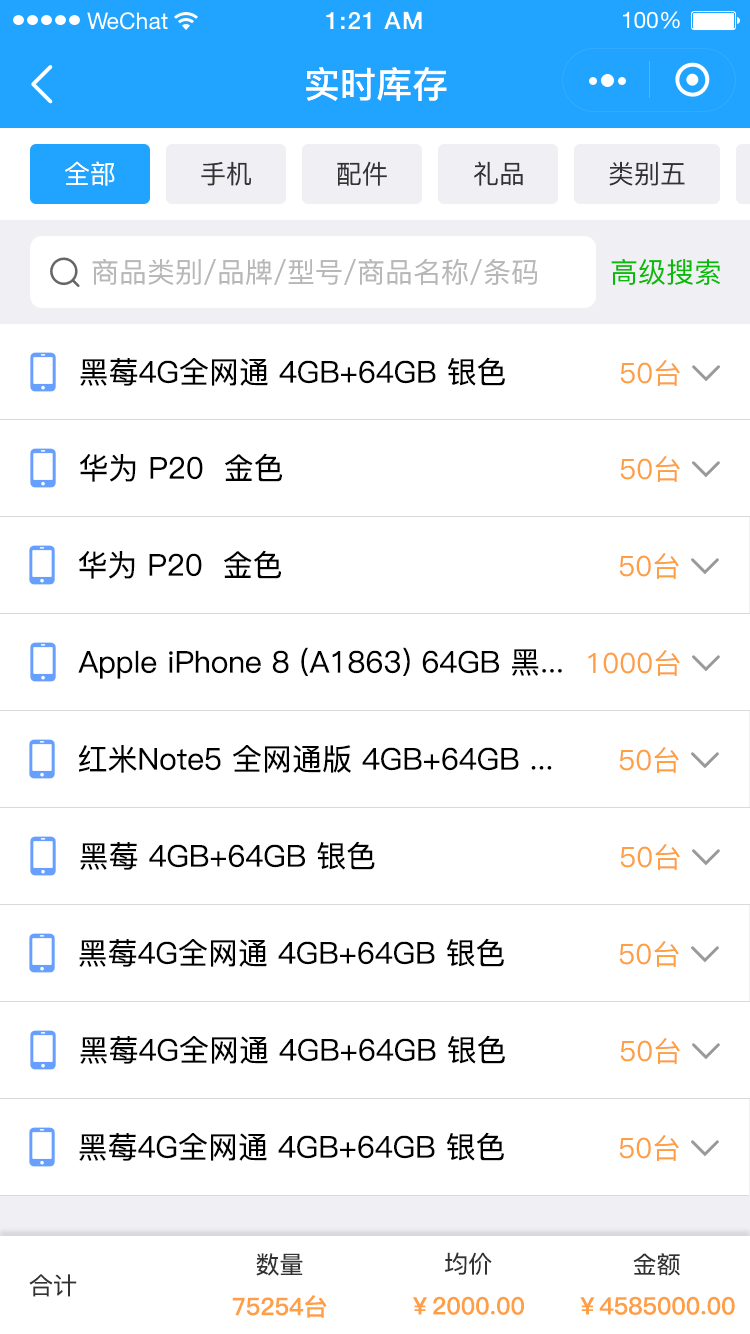 WeChat 1:21 AM 100%
实时库存
全部 手机 配件 礼品 类别五
商品类别/品牌/型号/商品名称/条码 高级搜索
黑莓4G全网通 4GB+64GB 银色 50台
华为 P20 金色 50台
华为 P20 金色 50台
Apple iPhone 8 (A1863) 64GB 黑... 1000台
红米Note5 全网通版 4GB+64GB ... 50台
黑莓 4GB+64GB 银色 50台
黑莓4G全网通 4GB+64GB 银色 50台
黑莓4G全网通 4GB+64GB 银色 50台
黑莓4G全网通 4GB+64GB 银色 50台
数量 均价 金额
合计
75254台 ¥2000.00 ¥4585000.00